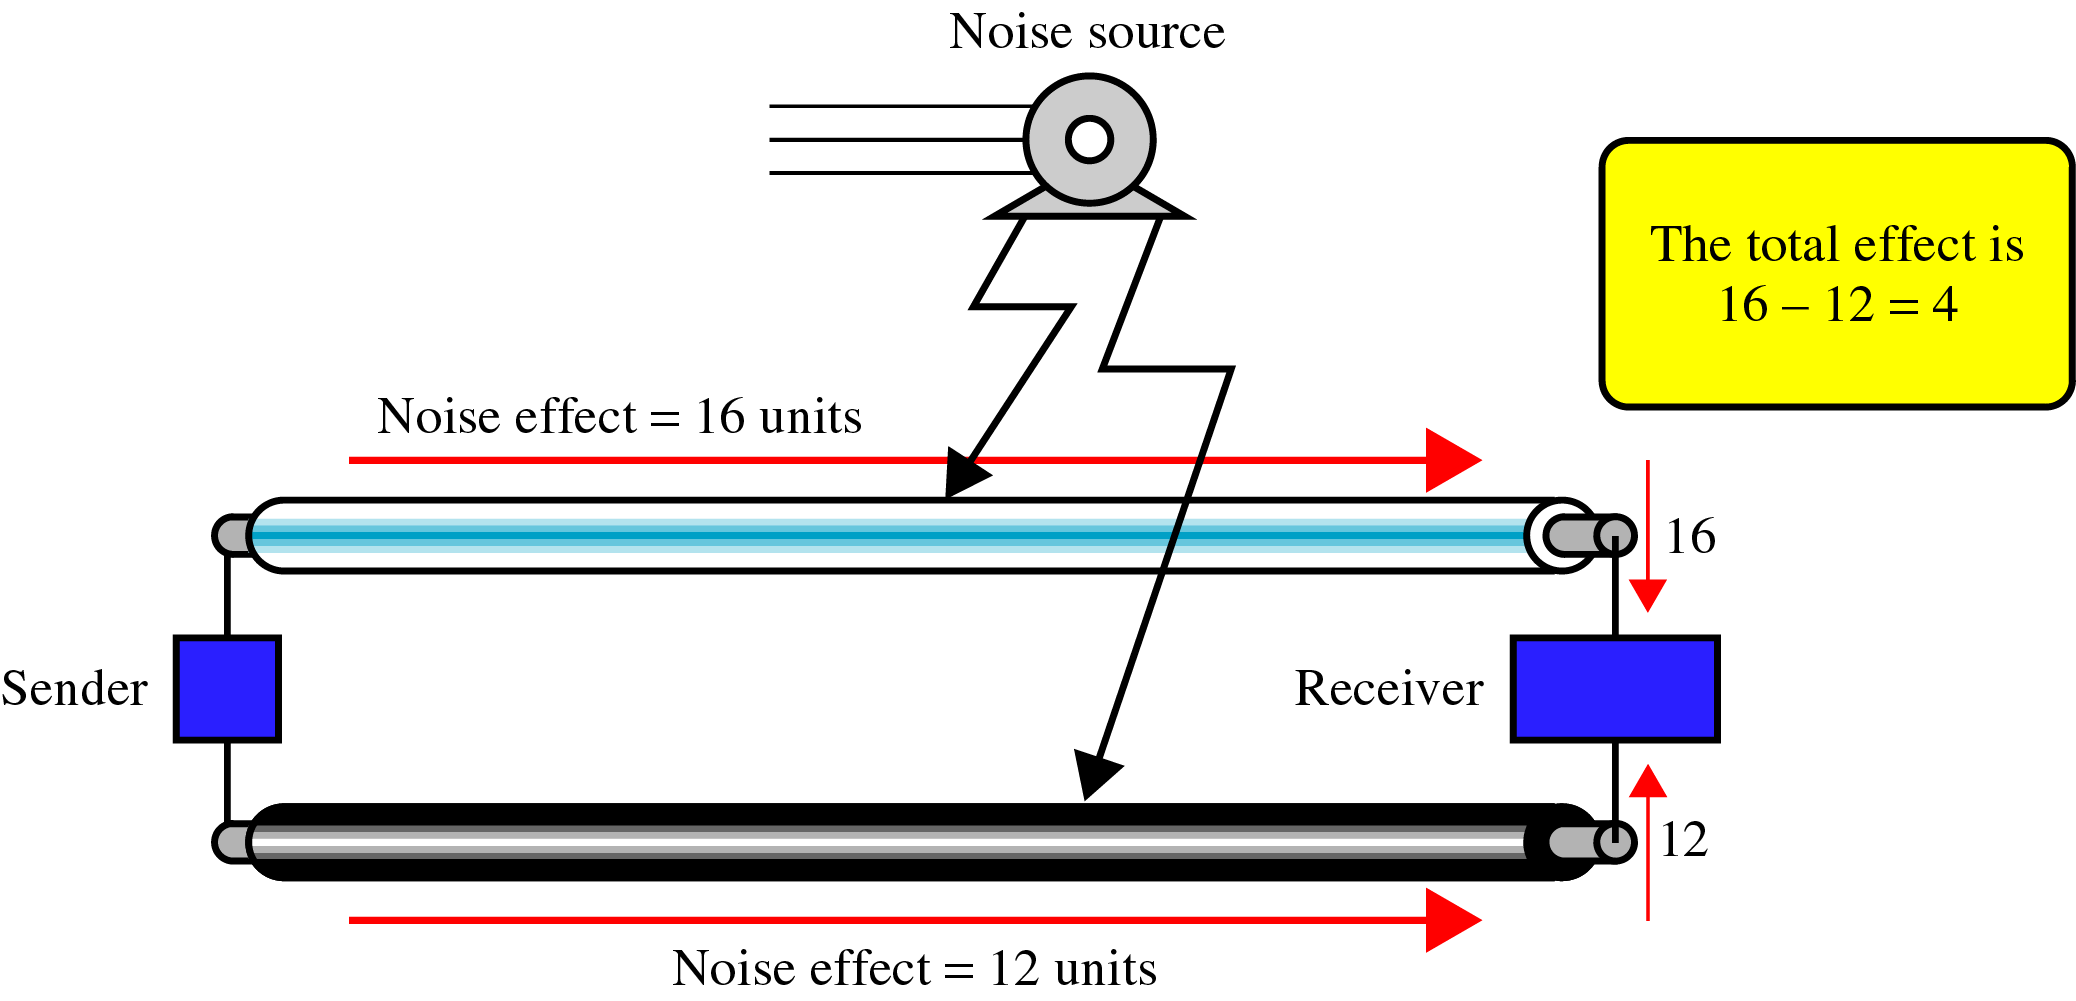 Noise source
The total effect is
16 – 12 = 4
Noise effect = 16 units
16
Sender
Receiver
12
Noise effect = 12 units